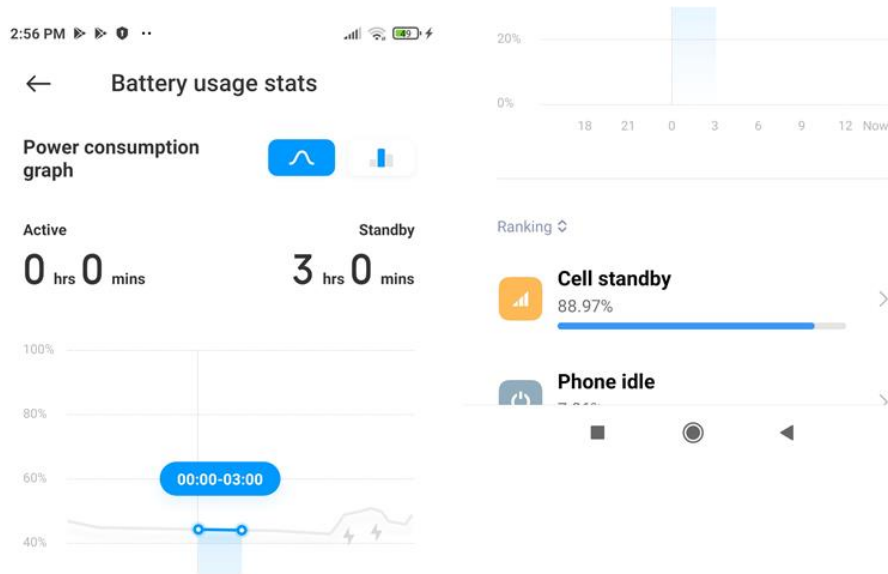 2:56 PM
49
Battery usage stats
Power consumption
graph
Active
Standby
0 hrs 0 mins
3 hrs 0 mins
100%
80%
60%
00:00-03:00
40%
20%
0%
18 21 0 3 6 9 12 Now
Ranking
Cell standby
88.97%
Phone idle